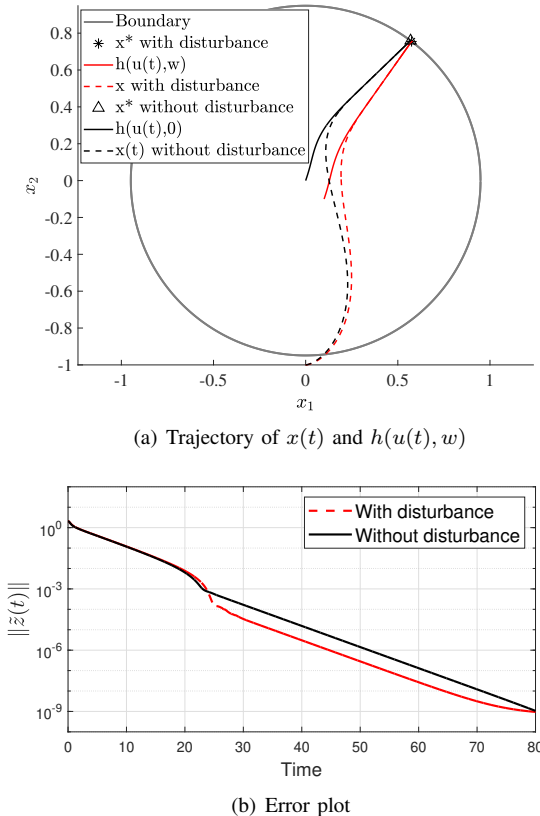 1
0.8
0.6
0.4
0.2
0
0.2
0.4
0.6
0.8
-1
x₂
Boundary
x* with disturbance
h(u(t),w)
x with disturbance
x* without disturbance
h(u(t),0)
x(t) without disturbance
-1 -0.5 0 0.5 1
x₁
(a) Trajectory of x(t) and h(u(t), w)
10⁰
10⁻³
10⁻⁶
10⁻⁹
||z̃(t)||
With disturbance
Without disturbance
0 10 20 30 40 50 60 70 80
Time
(b) Error plot